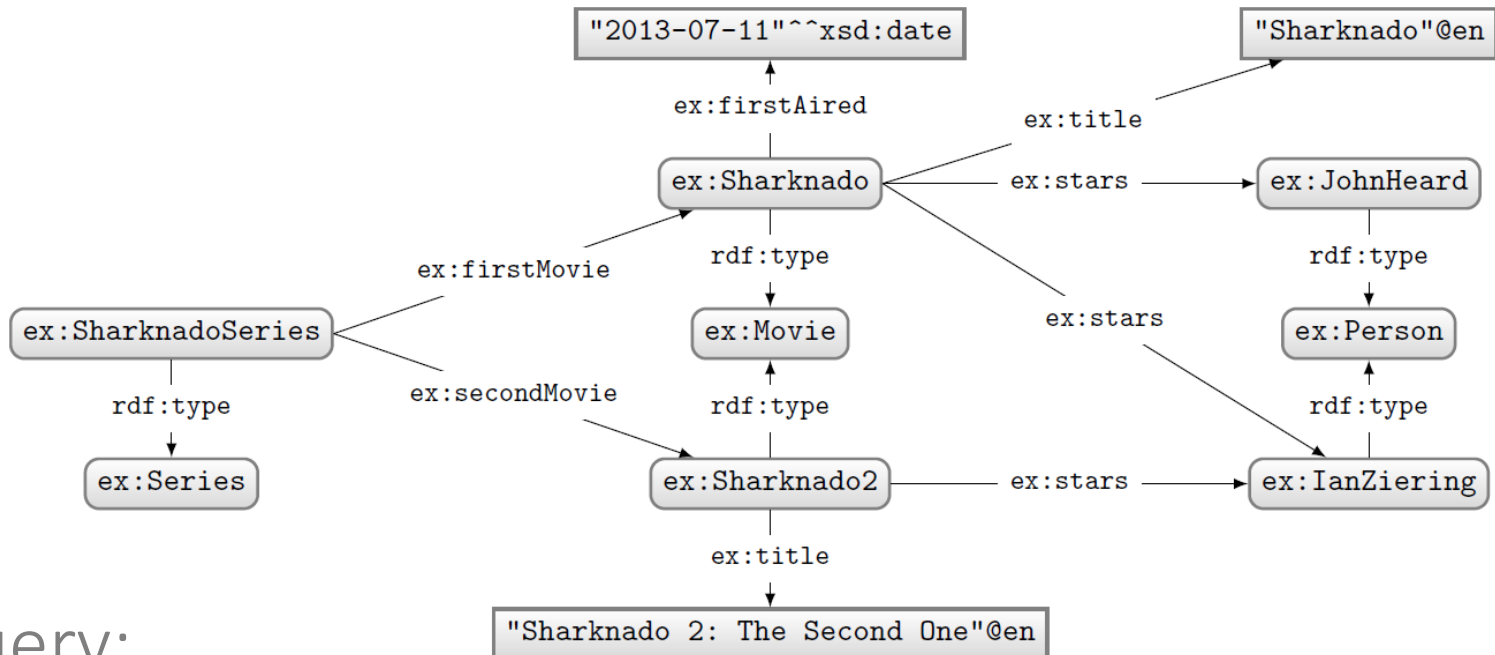 "2013-07-11"^^xsd:date
"Sharknado"@en
ex:firstAired
ex:title
ex:Sharknado
ex:stars
ex:JohnHeard
ex:firstMovie
rdf:type
rdf:type
ex:SharknadoSeries
ex:Movie
ex:stars
ex:Person
rdf:type
ex:secondMovie
rdf:type
rdf:type
ex:Series
ex:Sharknado2
ex:stars
ex:IanZiering
ex:title
"Sharknado 2: The Second One"@en